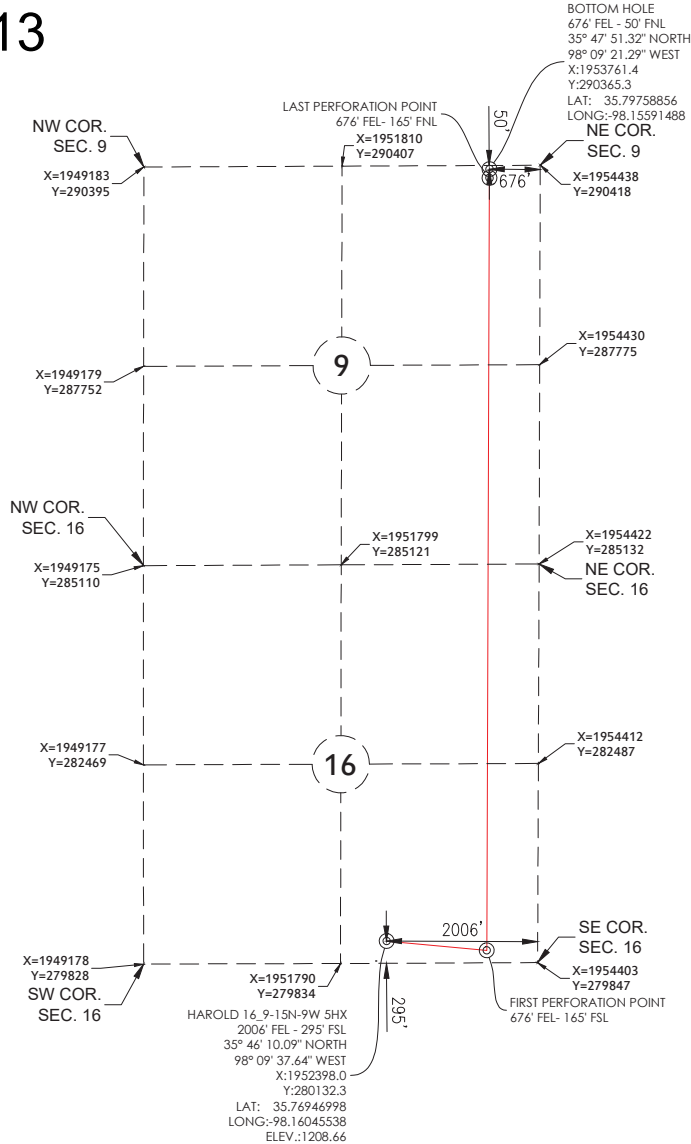 13
BOTTOM HOLE
676' FEL - 50' FNL
35° 47' 51.32" NORTH
98° 09' 21.29" WEST
X:1953761.4
Y:290365.3
LAT: 35.79758856
LONG:-98.15591488
LAST PERFORATION POINT
676' FEL- 165' FNL
50'
NW COR.
SEC. 9
X=1951810
Y=290407
NE COR.
SEC. 9
X=1949183
Y=290395
676'
X=1954438
Y=290418
X=1954430
Y=287775
9
X=1949179
Y=287752
NW COR.
SEC. 16
X=1951799
Y=285121
X=1954422
Y=285132
X=1949175
Y=285110
NE COR.
SEC. 16
X=1949177
Y=282469
16
X=1954412
Y=282487
2006'
SE COR.
SEC. 16
X=1949178
Y=279828
SW COR.
SEC. 16
X=1951790
Y=279834
X=1954403
Y=279847
295'
FIRST PERFORATION POINT
676' FEL- 165' FSL
HAROLD 16_9-15N-9W 5HX
2006' FEL - 295' FSL
35° 46' 10.09" NORTH
98° 09' 37.64" WEST
X:1952398.0
Y:280132.3
LAT: 35.76946998
LONG:-98.16045538
ELEV.:1208.66